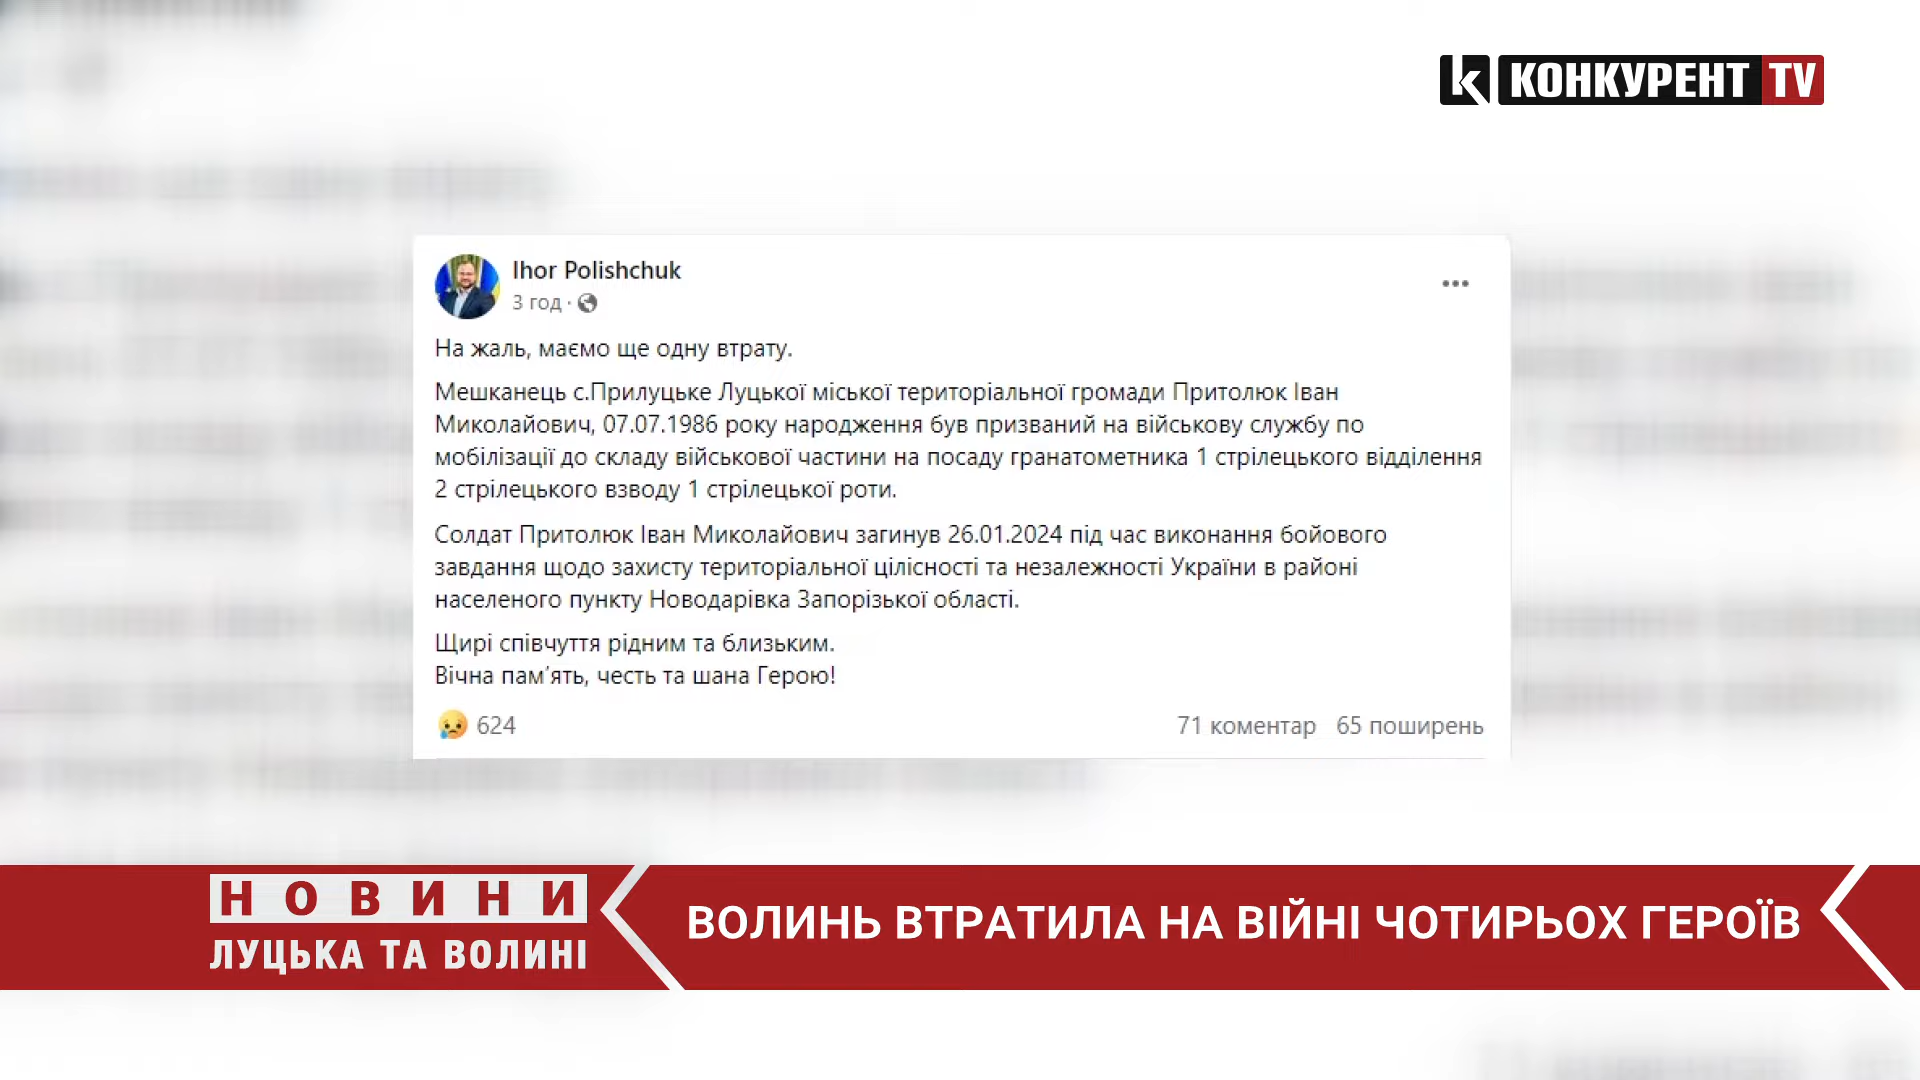 К КОНКУРЕНТ TV
Ihor Polishchuk
3 год ·
На жаль, маємо ще одну втрату.
Мешканець с.Прилуцьке Луцької міської територіальної громади Притолюк Іван
Миколайович, 07.07.1986 року народження був призваний на військову службу по
мобілізації до складу військової частини на посаду гранатометника 1 стрілецького відділення
2 стрілецького взводу 1 стрілецької роти.
Солдат Притолюк Іван Миколайович загинув 26.01.2024 під час виконання бойового
завдання щодо захисту територіальної цілісності та незалежності України в районі
населеного пункту Новодарівка Запорізької області.
Щирі співчуття рідним та близьким.
Вічна пам’ять, честь та шана Герою!
624
71 коментар 65 поширень
НОВИНИ
ЛУЦЬКА ТА ВОЛИНІ
ВОЛИНЬ ВТРАТИЛА НА ВІЙНІ ЧОТИРЬОХ ГЕРОЇВ